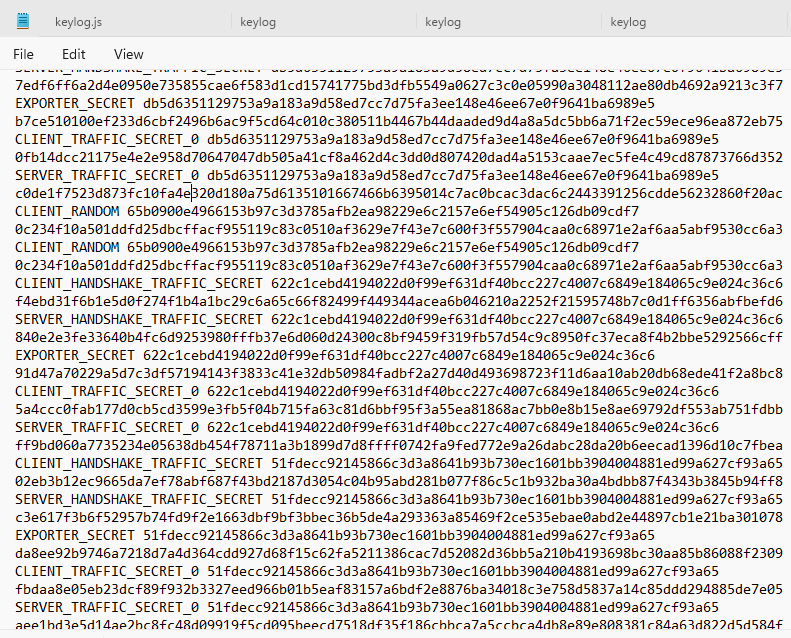 keylog.js
keylog
keylog
keylog
File
Edit
View
7edf6ff6a2d4e0950e735855cae6f583d1cd15741775bd3dfb5549a0627c3c0e05990a3048112ae80db4692a9213c3f7
EXPORTER_SECRET db5d6351129753a9a183a9d58ed7cc7d75fa3ee148e46ee67e0f9641ba6989e5
b7ce510100ef233d6cbf2496b6ac9f5cd64c010c380511b4467b44daaded9d4a8a5dc5bb6a71f2ec59ece96ea872eb75
CLIENT_TRAFFIC_SECRET_0 db5d6351129753a9a183a9d58ed7cc7d75fa3ee148e46ee67e0f9641ba6989e5
0fb14dcc21175e4e2e958d70647047db505a41cf8a462d4c3dd0d807420dad4a5153caae7ec5fe4c49cd87873766d352
SERVER_TRAFFIC_SECRET_0 db5d6351129753a9a183a9d58ed7cc7d75fa3ee148e46ee67e0f9641ba6989e5
c0de1f7523d873fc10fa4e320d180a75d6135101667466b6395014c7ac0bcac3dac6c2443391256cdde56232860f20ac
CLIENT_RANDOM 65b0900e4966153b97c3d3785afb2ea98229e6c2157e6ef54905c126db09cdf7
0c234f10a501ddfd25dbcffacf955119c83c0510af3629e7f43e7c600f3f557904caa0c68971e2af6aa5abf9530cc6a3
CLIENT_RANDOM 65b0900e4966153b97c3d3785afb2ea98229e6c2157e6ef54905c126db09cdf7
0c234f10a501ddfd25dbcffacf955119c83c0510af3629e7f43e7c600f3f557904caa0c68971e2af6aa5abf9530cc6a3
CLIENT_HANDSHAKE_TRAFFIC_SECRET 622c1cebd4194022d0f99ef631df40bcc227c4007c6849e184065c9e024c36c6
f4ebd31f6b1e5d0f274f1b4a1bc29c6a65c66f82499f449344acea6b046210a2252f21595748b7c0d1ff6356abfbefd6
SERVER_HANDSHAKE_TRAFFIC_SECRET 622c1cebd4194022d0f99ef631df40bcc227c4007c6849e184065c9e024c36c6
840e2e3fe33640b4fc6d9253980fffb37e6d060d24300c8bf9459f319fb57d54c9c8950fc37eca8f4b2bbe5292566cff
EXPORTER_SECRET 622c1cebd4194022d0f99ef631df40bcc227c4007c6849e184065c9e024c36c6
91d47a70229a5d7c3df57194143f3833c41e32db50984fadbf2a27d40d493698723f11d6aa10ab20db68ede41f2a8bc8
CLIENT_TRAFFIC_SECRET_0 622c1cebd4194022d0f99ef631df40bcc227c4007c6849e184065c9e024c36c6
5a4ccc0fab177d0cb5cd3599e3fb5f04b715fa63c81d6bbf95f3a55ea81868ac7bb0e8b15e8ae69792df553ab751fdbb
SERVER_TRAFFIC_SECRET_0 622c1cebd4194022d0f99ef631df40bcc227c4007c6849e184065c9e024c36c6
ff9bd060a7735234e05638db454f78711a3b1899d7d8ffff0742fa9fed772e9a26dabc28da20b6eecad1396d10c7fbea
CLIENT_HANDSHAKE_TRAFFIC_SECRET 51fdecc92145866c3d3a8641b93b730ec1601bb3904004881ed99a627cf93a65
02eb3b12ec9665da7ef78abf687f43bd2187d3054c04b95abd281b077f86c5c1b932ba30a4bdbb87f4343b3845b94ff8
SERVER_HANDSHAKE_TRAFFIC_SECRET 51fdecc92145866c3d3a8641b93b730ec1601bb3904004881ed99a627cf93a65
c3e617f3b6f52957b74fd9f2e1663dbf9bf3bbec36b5de4a293363a85469f2ce535ebae0abd2e44897cb1e21ba301078
EXPORTER_SECRET 51fdecc92145866c3d3a8641b93b730ec1601bb3904004881ed99a627cf93a65
da8ee92b9746a7218d7a4d364cdd927d68f15c62fa5211386cac7d52082d36bb5a210b4193698bc30aa85b86088f2309
CLIENT_TRAFFIC_SECRET_0 51fdecc92145866c3d3a8641b93b730ec1601bb3904004881ed99a627cf93a65
fbdaa8e05eb23dcf89f932b3327eed966b01b5eaf83157a6bdf2e8876ba34018c3e758d5837a14c85ddd294885de7e05
SERVER_TRAFFIC_SECRET_0 51fdecc92145866c3d3a8641b93b730ec1601bb3904004881ed99a627cf93a65